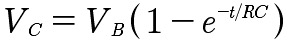 V_C = V_B(1 − e^{−t/RC})